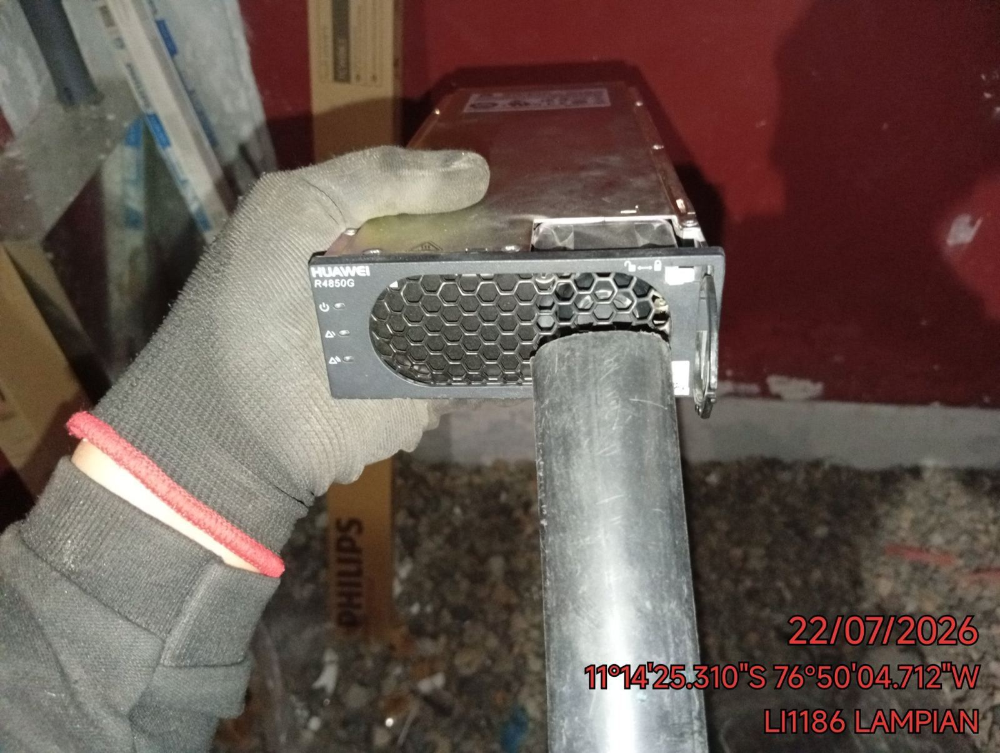 HUAWEI
R4850G
PHILIPS
22/07/2026
11°14'25.310"S 76°50'04.712"W
LI1186 LAMPIAN